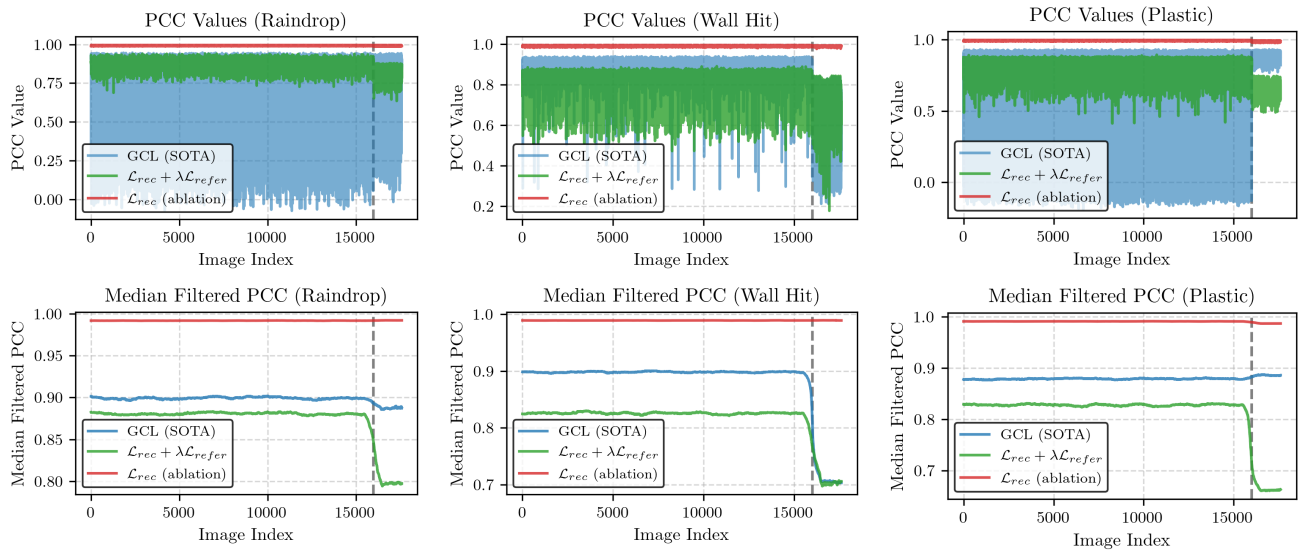 PCC Values (Raindrop)
PCC Value
1.00
0.75
0.50
0.25
0.00
GCL (SOTA)
ℒ_rec + λℒ_refer
ℒ_rec (ablation)
0
5000
10000
15000
Image Index
PCC Values (Wall Hit)
PCC Value
1.0
0.8
0.6
0.4
0.2
GCL (SOTA)
ℒ_rec + λℒ_refer
ℒ_rec (ablation)
0
5000
10000
15000
Image Index
PCC Values (Plastic)
PCC Value
1.0
0.5
0.0
GCL (SOTA)
ℒ_rec + λℒ_refer
ℒ_rec (ablation)
0
5000
10000
15000
Image Index
Median Filtered PCC (Raindrop)
Median Filtered PCC
1.00
0.95
0.90
0.85
0.80
GCL (SOTA)
ℒ_rec + λℒ_refer
ℒ_rec (ablation)
0
5000
10000
15000
Image Index
Median Filtered PCC (Wall Hit)
Median Filtered PCC
1.0
0.9
0.8
0.7
GCL (SOTA)
ℒ_rec + λℒ_refer
ℒ_rec (ablation)
0
5000
10000
15000
Image Index
Median Filtered PCC (Plastic)
Median Filtered PCC
1.0
0.9
0.8
0.7
GCL (SOTA)
ℒ_rec + λℒ_refer
ℒ_rec (ablation)
0
5000
10000
15000
Image Index